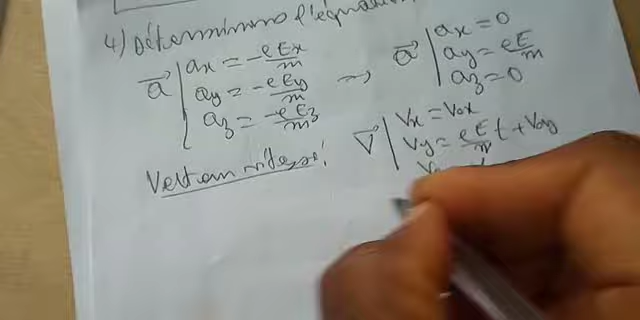 4) Déterminons l'équation
a⃗ | ax = -eEx/m
ay = -eEy/m
az = -eEz/m
⟶ a⃗ | ax = 0
ay = eE/m
az = 0
Vecteur vitesse :
V⃗ | Vx = Vox
Vy = eE/m t + Voy